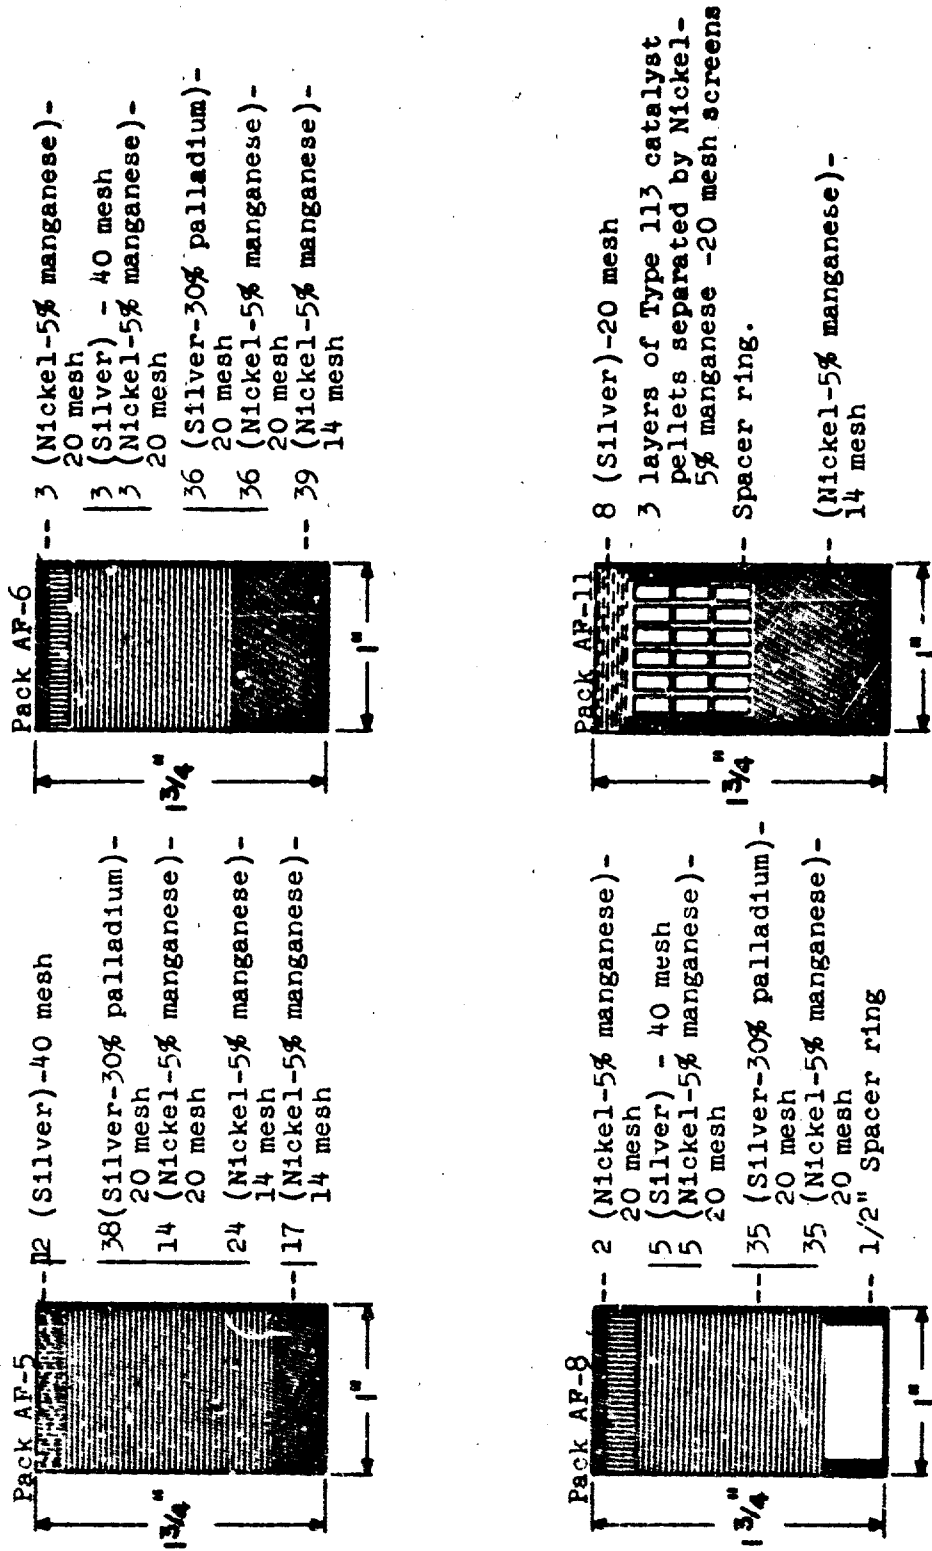 Pack AF-5
1 3/4"
1"
-- 12 (Silver)-40 mesh
38(Silver-30% palladium)-
20 mesh
14 (Nickel-5% manganese)-
20 mesh
24 (Nickel-5% manganese)-
14 mesh
--17 (Nickel-5% manganese)-
14 mesh
Pack AF-6
1 3/4"
1"
-- 3 (Nickel-5% manganese)-
20 mesh
3 (Silver) - 40 mesh
3 (Nickel-5% manganese)-
20 mesh
36 (Silver-30% palladium)-
20 mesh
36 (Nickel-5% manganese)-
20 mesh
-- 39 (Nickel-5% manganese)-
14 mesh
Pack AF-8
1 3/4"
1"
-- 2 (Nickel-5% manganese)-
20 mesh
5 (Silver) - 40 mesh
5 (Nickel-5% manganese)-
20 mesh
-- 35 (Silver-30% palladium)-
20 mesh
35 (Nickel-5% manganese)-
20 mesh
-- 1/2" Spacer ring
Pack AF-11
1 3/4"
1"
-- 8 (Silver)-20 mesh
3 layers of Type 113 catalyst
pellets separated by Nickel-
5% manganese -20 mesh screens
-- Spacer ring.
-- (Nickel-5% manganese)-
14 mesh